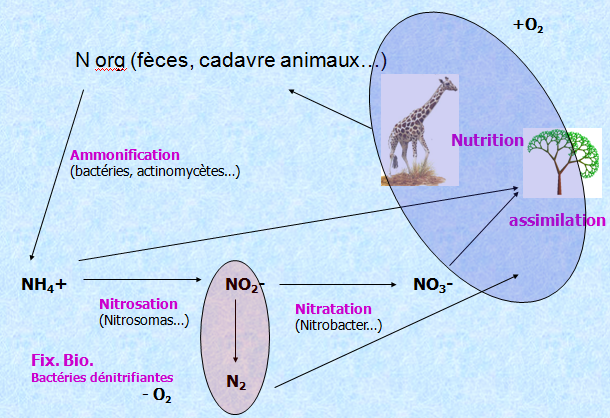 +O₂
N org (fèces, cadavre animaux…)
Nutrition
Ammonification
(bactéries, actinomycètes…)
assimilation
NH₄+
NO₂-
NO₃-
Nitrosation
(Nitrosomas…)
Nitratation
(Nitrobacter…)
Fix. Bio.
Bactéries dénitrifiantes
- O₂
N₂